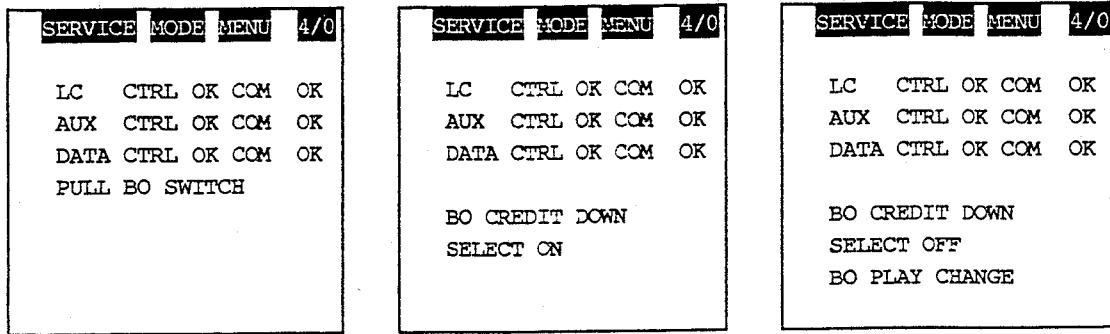 SERVICE MODE MENU 4/0
LC CTRL OK COM OK
AUX CTRL OK COM OK
DATA CTRL OK COM OK
PULL BO SWITCH
SERVICE MODE MENU 4/0
LC CTRL OK COM OK
AUX CTRL OK COM OK
DATA CTRL OK COM OK
BO CREDIT DOWN
SELECT ON
SERVICE MODE MENU 4/0
LC CTRL OK COM OK
AUX CTRL OK COM OK
DATA CTRL OK COM OK
BO CREDIT DOWN
SELECT OFF
BO PLAY CHANGE